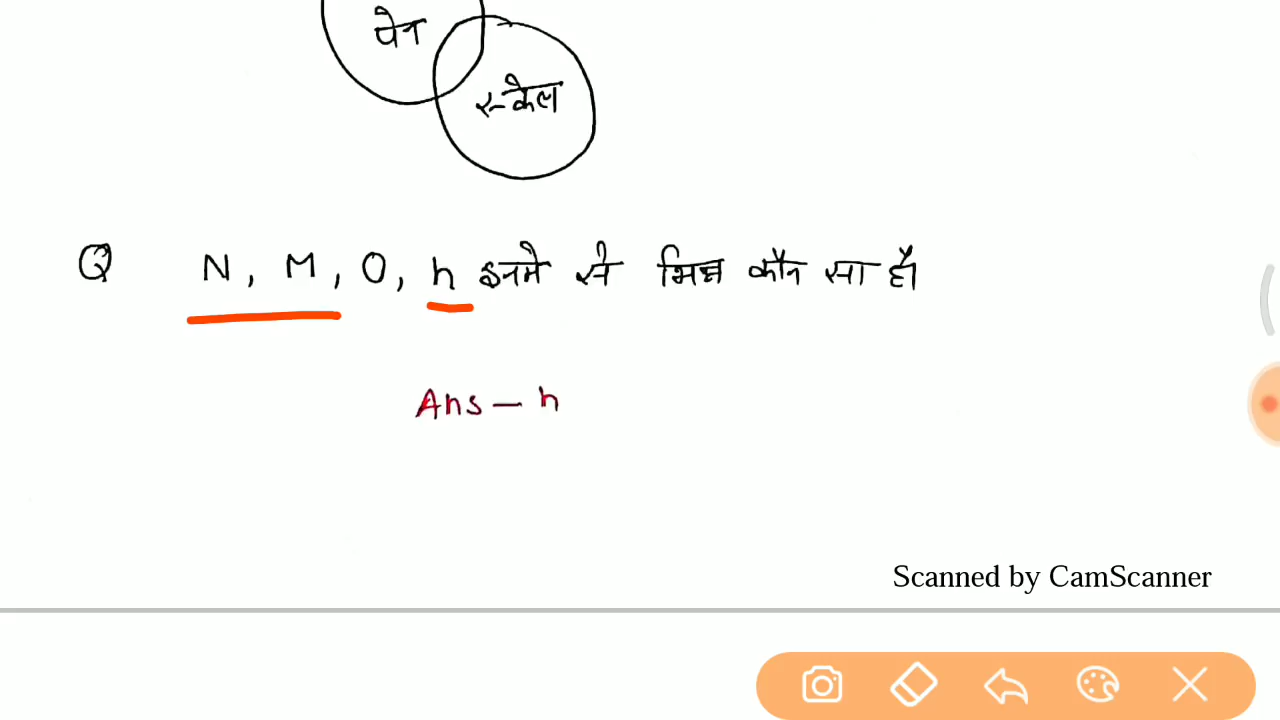 पेन
स्केल
Q N, M, O, h इनमे से भिन्न कौन सा है।
Ans - h
Scanned by CamScanner